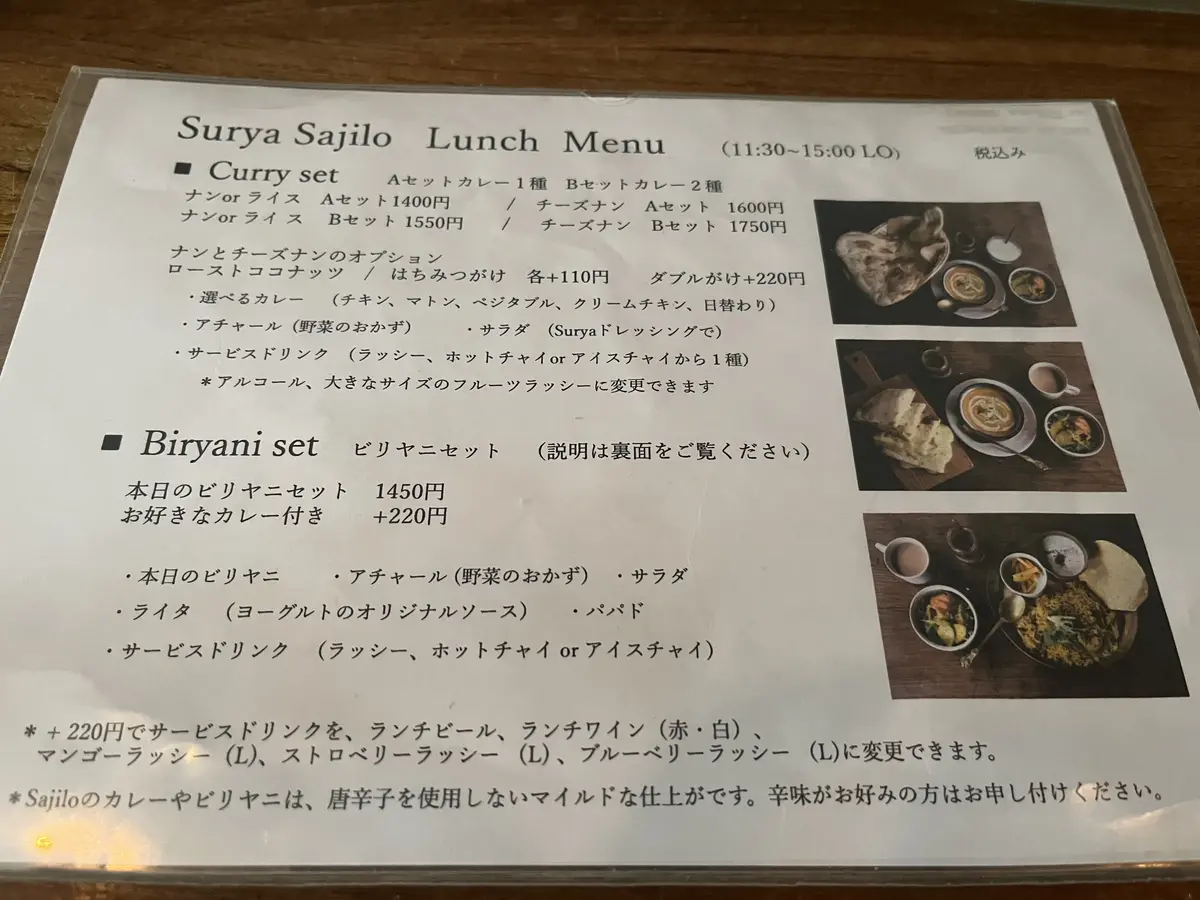 Surya Sajilo Lunch Menu (11:30~15:00 LO) 税込み
■ Curry set Aセットカレー1種 Bセットカレー2種
ナンor ライス Aセット1400円 / チーズナン Aセット 1600円
ナンor ライス Bセット 1550円 / チーズナン Bセット 1750円
ナンとチーズナンのオプション
ローストココナッツ / はちみつがけ 各+110円 ダブルがけ+220円
・選べるカレー (チキン、マトン、ベジタブル、クリームチキン、日替わり)
・アチャール (野菜のおかず) ・サラダ (Suryaドレッシングで)
・サービスドリンク (ラッシー、ホットチャイor アイスチャイから1種)
*アルコール、大きなサイズのフルーツラッシーに変更できます
■ Biryani set ビリヤニセット (説明は裏面をご覧ください)
本日のビリヤニセット 1450円
お好きなカレー付き +220円
・本日のビリヤニ ・アチャール (野菜のおかず) ・サラダ
・ライタ (ヨーグルトのオリジナルソース) ・パパド
・サービスドリンク (ラッシー、ホットチャイ or アイスチャイ)
* + 220円でサービスドリンクを、ランチビール、ランチワイン (赤・白) 、
マンゴーラッシー (L)、ストロベリーラッシー (L) 、ブルーベリーラッシー (L)に変更できます。
*Sajiloのカレーやビリヤニは、唐辛子を使用しないマイルドな仕上がです。辛味がお好みの方はお申し付けください。